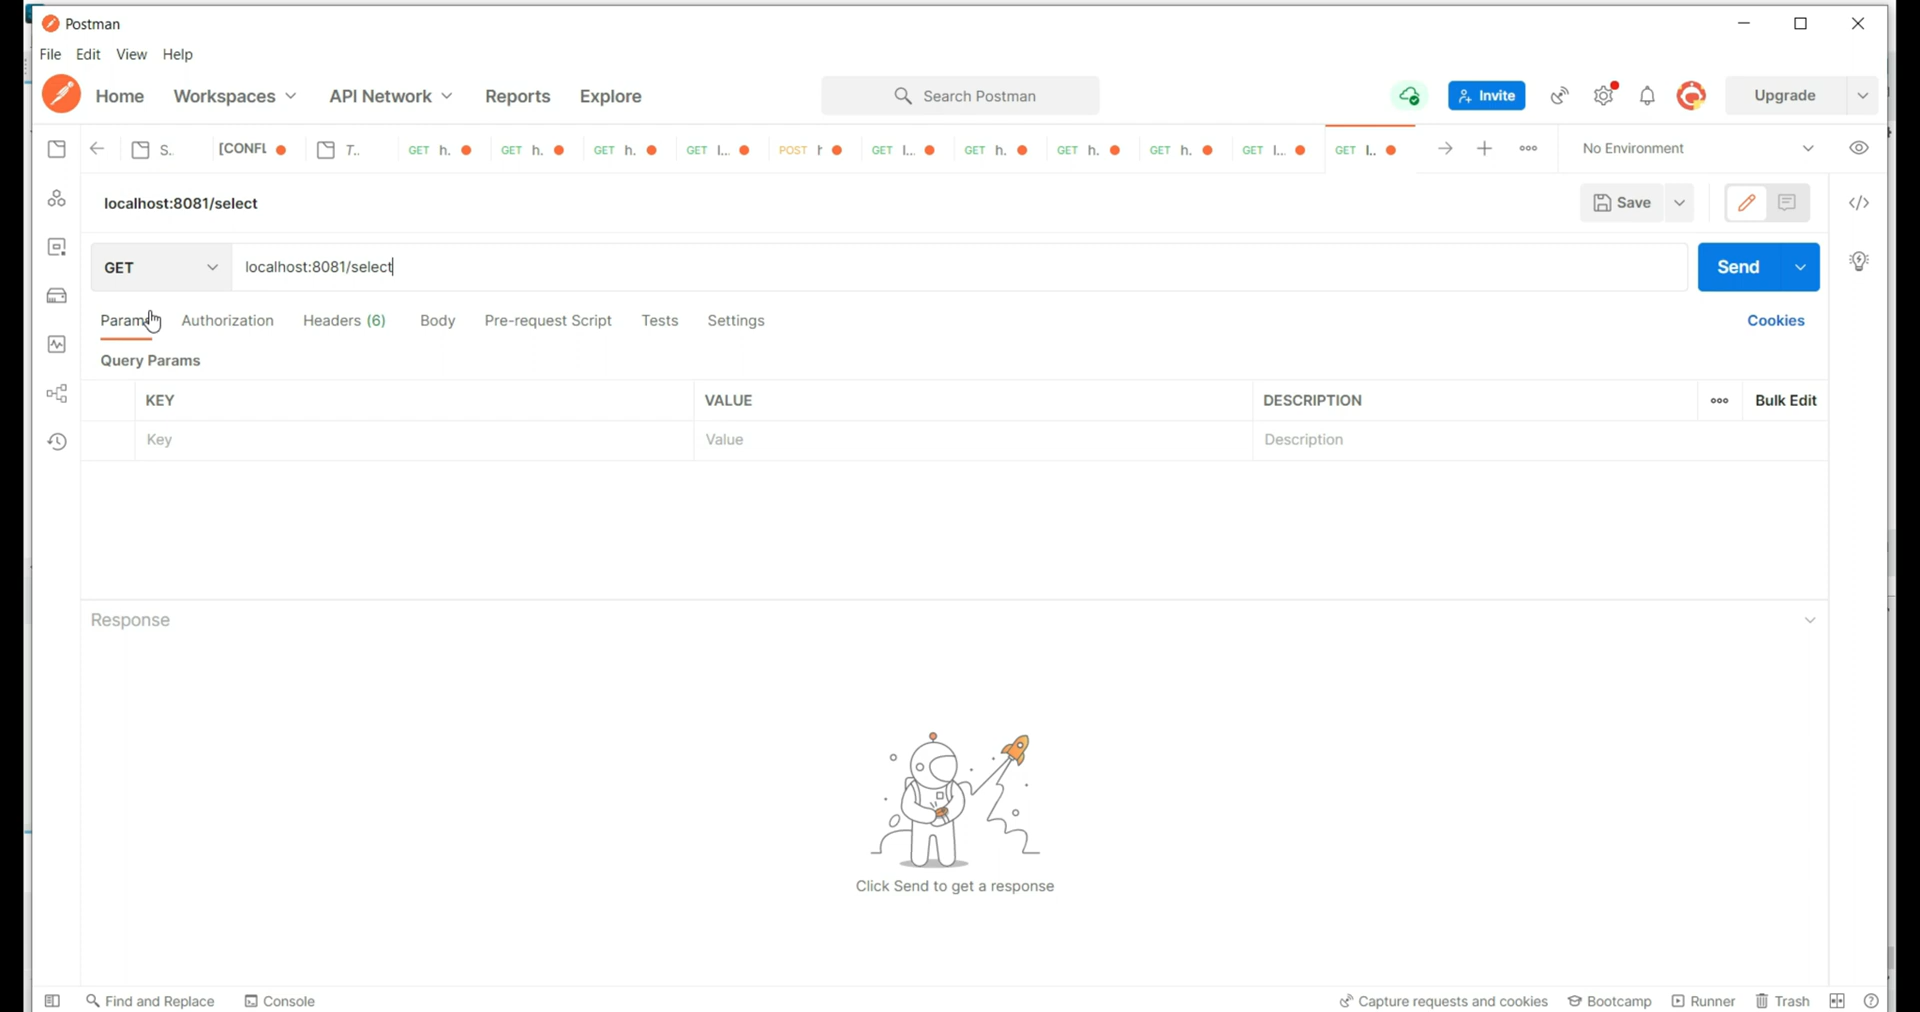 Postman
File Edit View Help
Home Workspaces API Network Reports Explore Search Postman Invite Upgrade
S.. [CONFL T.. GET h. GET h. GET h. GET l... POST h GET l... GET h. GET h. GET h. GET l... GET l.. No Environment
localhost:8081/select Save
GET localhost:8081/select Send
Params Authorization Headers (6) Body Pre-request Script Tests Settings Cookies
Query Params
KEY VALUE DESCRIPTION Bulk Edit
Key Value Description
Response
Click Send to get a response
Find and Replace Console Capture requests and cookies Bootcamp Runner Trash